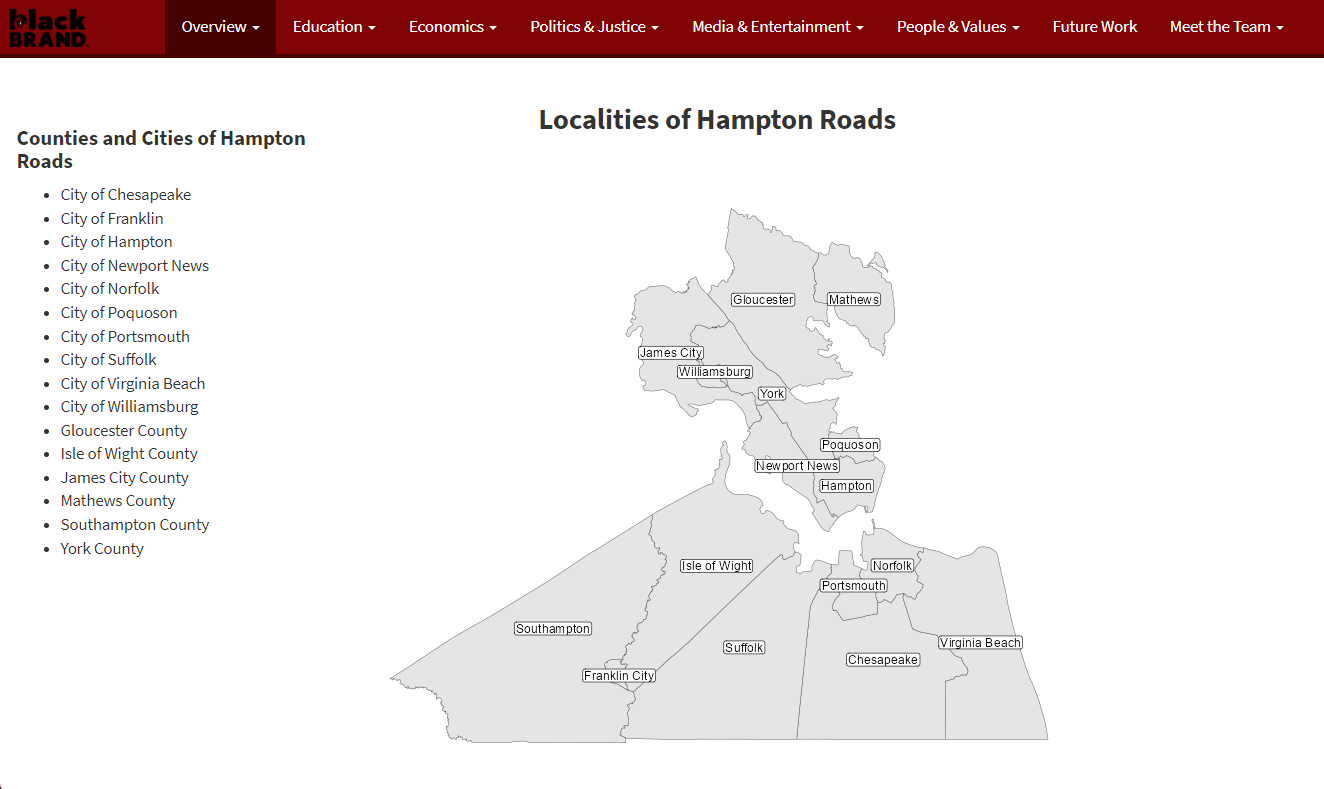 black
BRAND
Overview
Education
Economics
Politics & Justice
Media & Entertainment
People & Values
Future Work
Meet the Team
Localities of Hampton Roads
Counties and Cities of Hampton
Roads
City of Chesapeake
City of Franklin
City of Hampton
City of Newport News
City of Norfolk
City of Poquoson
City of Portsmouth
City of Suffolk
City of Virginia Beach
City of Williamsburg
Gloucester County
Isle of Wight County
James City County
Mathews County
Southampton County
York County
Gloucester
Mathews
James City
Williamsburg
York
Poquoson
Newport News
Hampton
Isle of Wight
Norfolk
Portsmouth
Southampton
Virginia Beach
Suffolk
Chesapeake
Franklin City